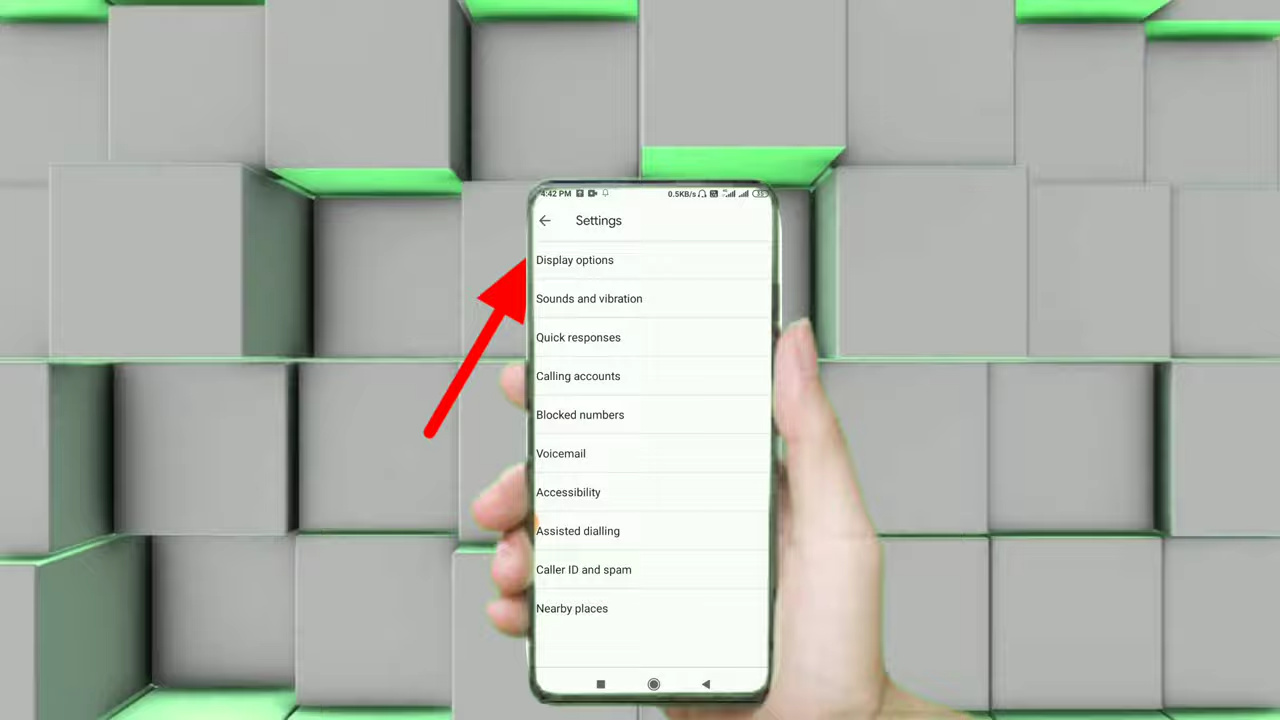 4:42 PM 0.5KB/s
Settings
Display options
Sounds and vibration
Quick responses
Calling accounts
Blocked numbers
Voicemail
Accessibility
Assisted dialling
Caller ID and spam
Nearby places